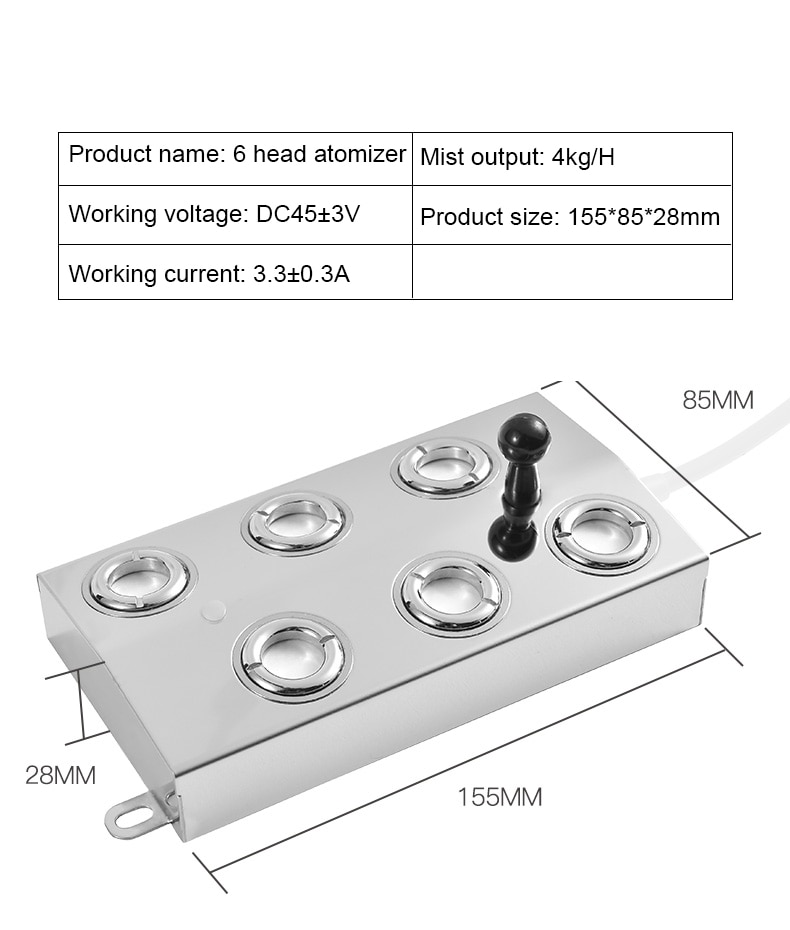 Product name: 6 head atomizer
Mist output: 4kg/H
Working voltage: DC45±3V
Product size: 155*85*28mm
Working current: 3.3±0.3A
85MM
28MM
155MM